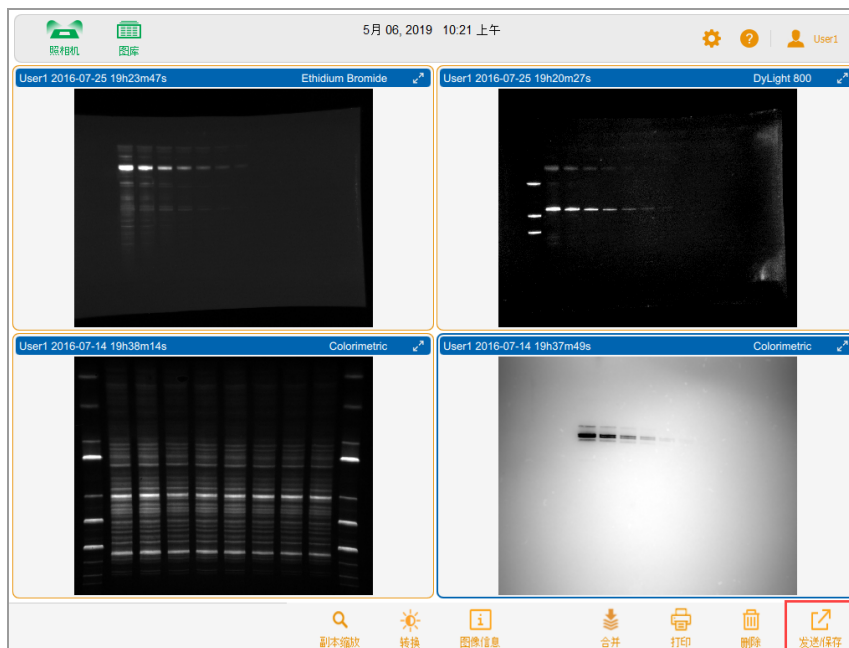 5月 06, 2019 10:21 上午
照相机
图库
?
User1
User1 2016-07-25 19h23m47s Ethidium Bromide
User1 2016-07-25 19h20m27s DyLight 800
User1 2016-07-14 19h38m14s Colorimetric
User1 2016-07-14 19h37m49s Colorimetric
副本缩放
转换
图像信息
合并
打印
删除
发送/保存